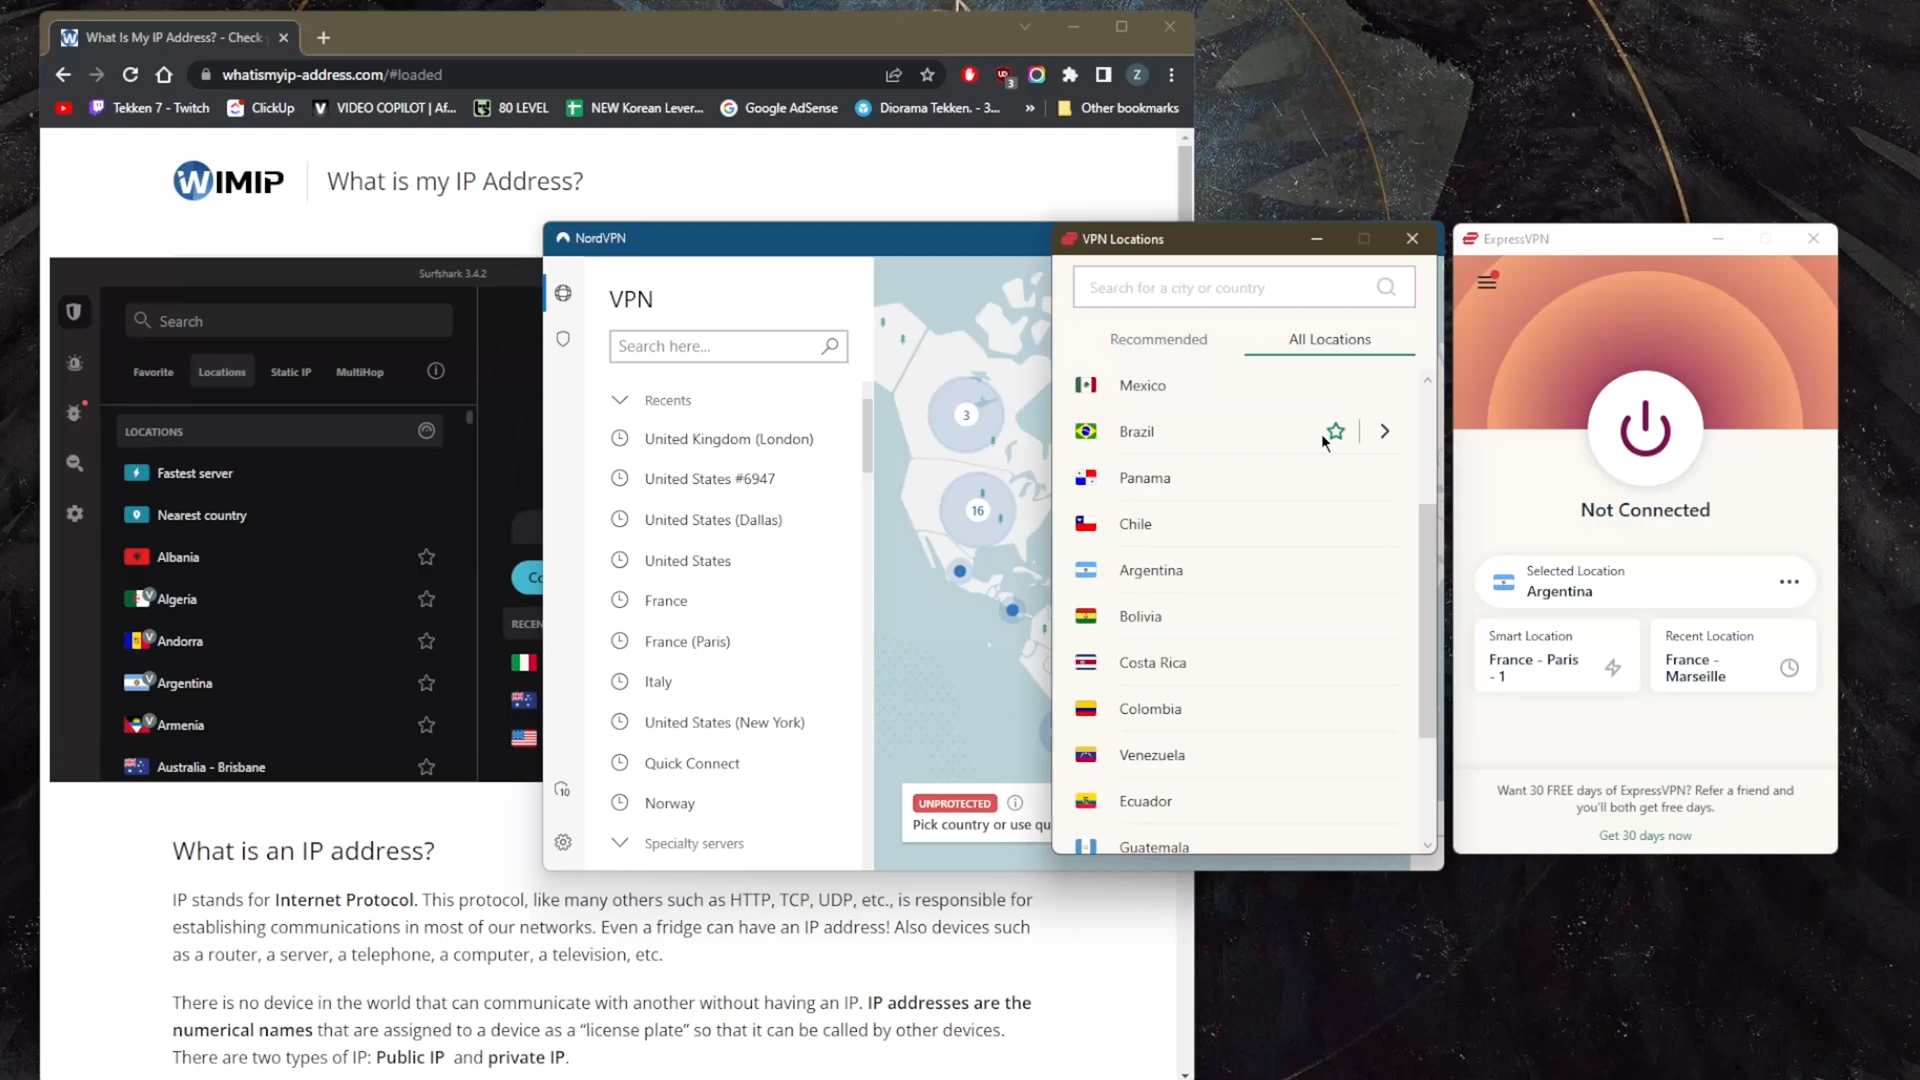 What Is My IP Address? - Check
whatismyip-address.com/#loaded
3
Z
Tekken 7 - Twitch
ClickUp
VIDEO COPILOT | Af...
80 LEVEL
NEW Korean Lever...
Google AdSense
Diorama Tekken. - 3...
»
Other bookmarks
WIMIP
What is my IP Address?
Surfshark 3.4.2
Search
Favorite
Locations
Static IP
MultiHop
LOCATIONS
Fastest server
Nearest country
Albania
Algeria
Andorra
Argentina
Armenia
Australia - Brisbane
Co
RECEN
NordVPN
VPN
Search here...
Recents
United Kingdom (London)
United States #6947
United States (Dallas)
United States
France
France (Paris)
Italy
United States (New York)
Quick Connect
Norway
Specialty servers
10
3
16
UNPROTECTED
Pick country or use qu
VPN Locations
Search for a city or country
Recommended
All Locations
Mexico
Brazil
Panama
Chile
Argentina
Bolivia
Costa Rica
Colombia
Venezuela
Ecuador
Guatemala
ExpressVPN
Not Connected
Selected Location
Argentina
Smart Location
France - Paris
- 1
Recent Location
France -
Marseille
Want 30 FREE days of ExpressVPN? Refer a friend and
you'll both get free days.
Get 30 days now
What is an IP address?
IP stands for Internet Protocol. This protocol, like many others such as HTTP, TCP, UDP, etc., is responsible for
establishing communications in most of our networks. Even a fridge can have an IP address! Also devices such
as a router, a server, a telephone, a computer, a television, etc.
There is no device in the world that can communicate with another without having an IP. IP addresses are the
numerical names that are assigned to a device as a “license plate” so that it can be called by other devices.
There are two types of IP: Public IP and private IP.